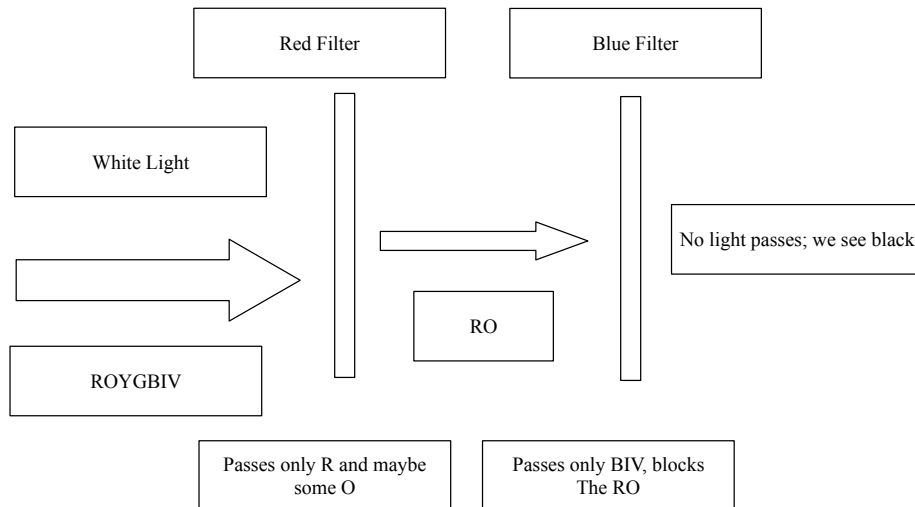 Red Filter
Blue Filter
White Light
No light passes; we see black
RO
ROYGBIV
Passes only R and maybe
some O
Passes only BIV, blocks
The RO